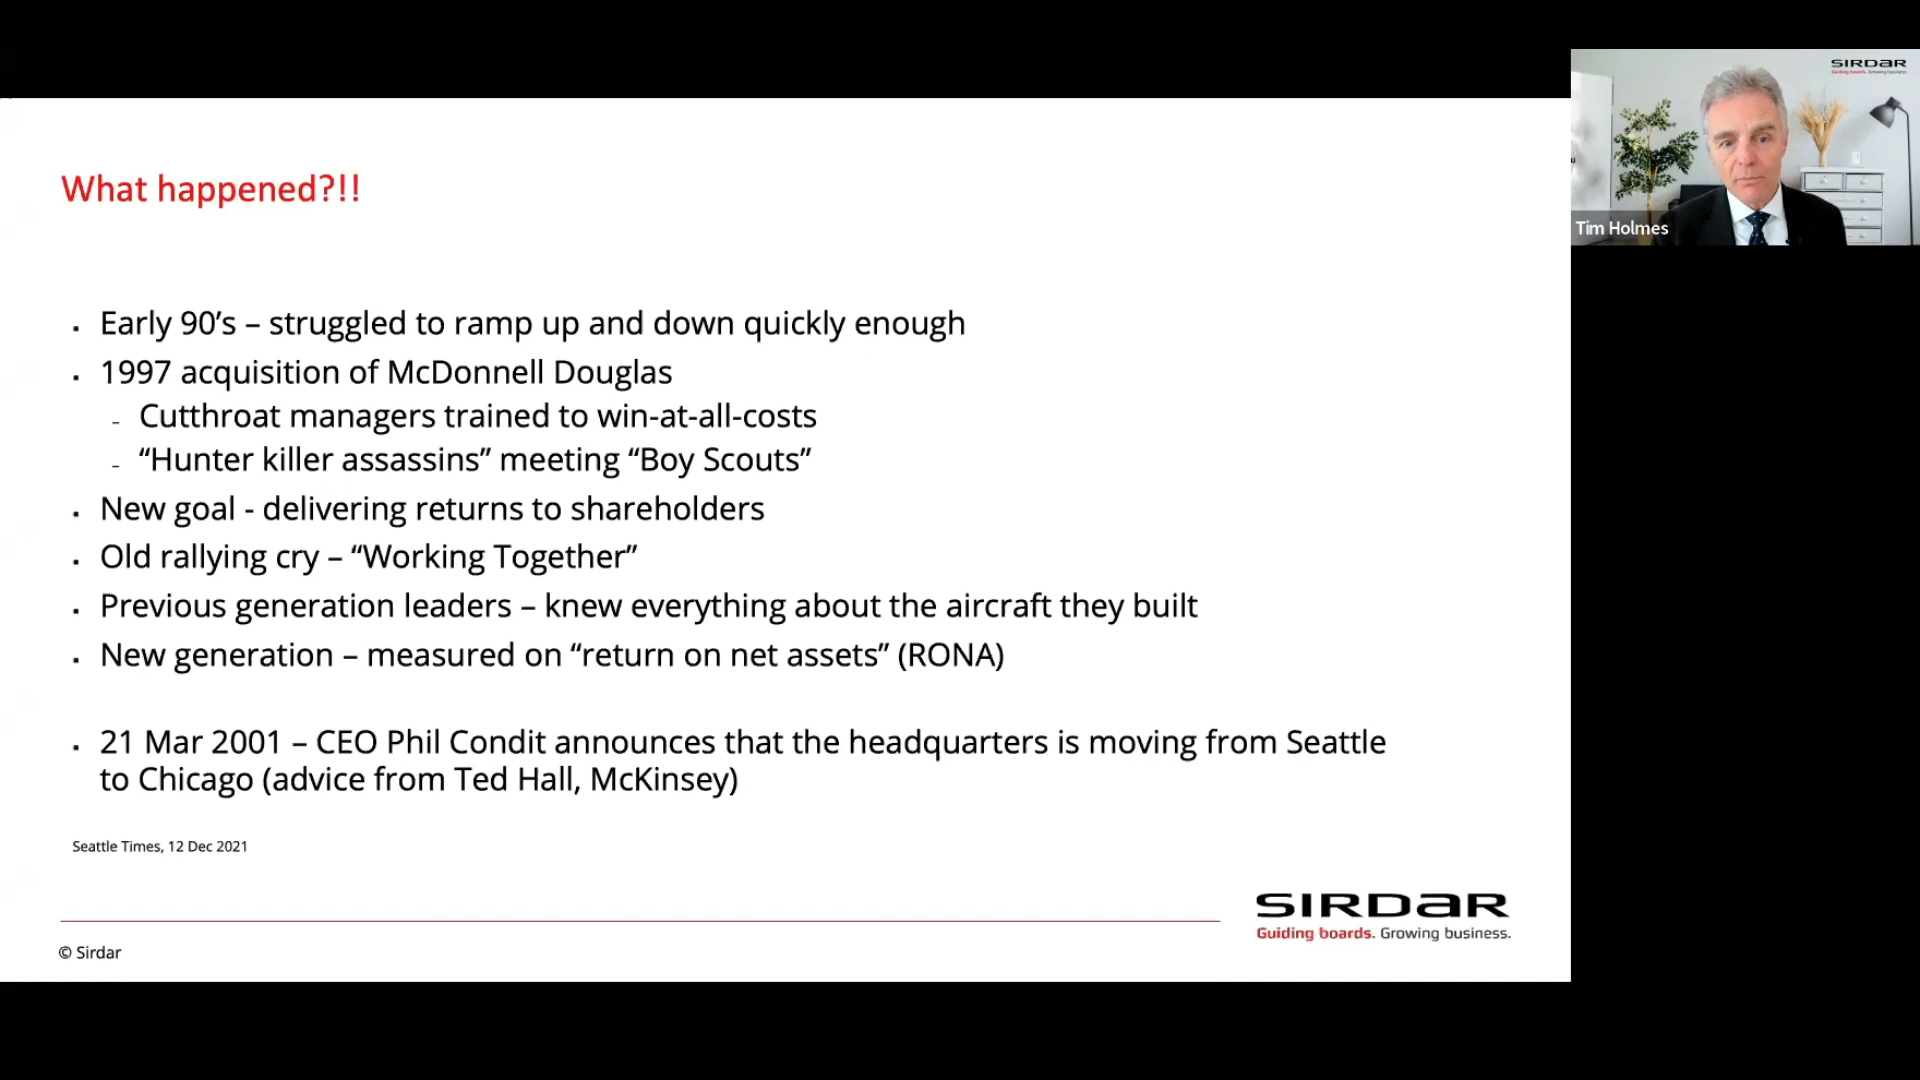 What happened?!!
▪ Early 90’s – struggled to ramp up and down quickly enough
▪ 1997 acquisition of McDonnell Douglas
- Cutthroat managers trained to win-at-all-costs
- “Hunter killer assassins” meeting “Boy Scouts”
▪ New goal - delivering returns to shareholders
▪ Old rallying cry – “Working Together”
▪ Previous generation leaders – knew everything about the aircraft they built
▪ New generation – measured on “return on net assets” (RONA)
▪ 21 Mar 2001 – CEO Phil Condit announces that the headquarters is moving from Seattle
to Chicago (advice from Ted Hall, McKinsey)
Seattle Times, 12 Dec 2021
SIRDaR
Guiding boards. Growing business.
© Sirdar
SIRDaR
Guiding boards. Growing business
Tim Holmes